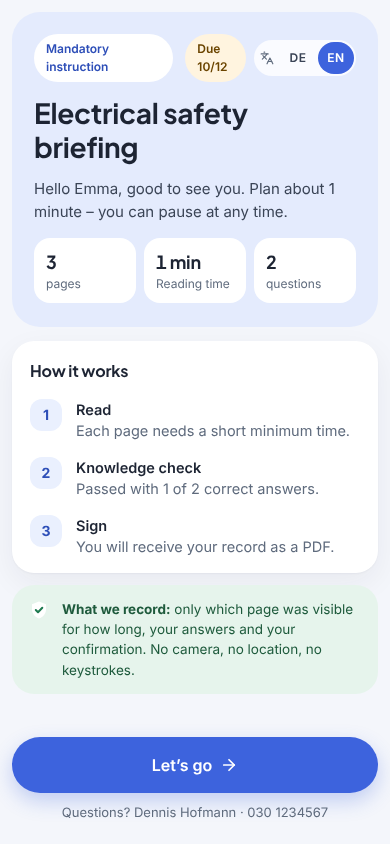 Mandatory
instruction
Due
10/12
DE
EN
Electrical safety
briefing
Hello Emma, good to see you. Plan about 1
minute – you can pause at any time.
3
pages
1 min
Reading time
2
questions
How it works
1
Read
Each page needs a short minimum time.
2
Knowledge check
Passed with 1 of 2 correct answers.
3
Sign
You will receive your record as a PDF.
What we record: only which page was visible
for how long, your answers and your
confirmation. No camera, no location, no
keystrokes.
Let’s go →
Questions? Dennis Hofmann · 030 1234567